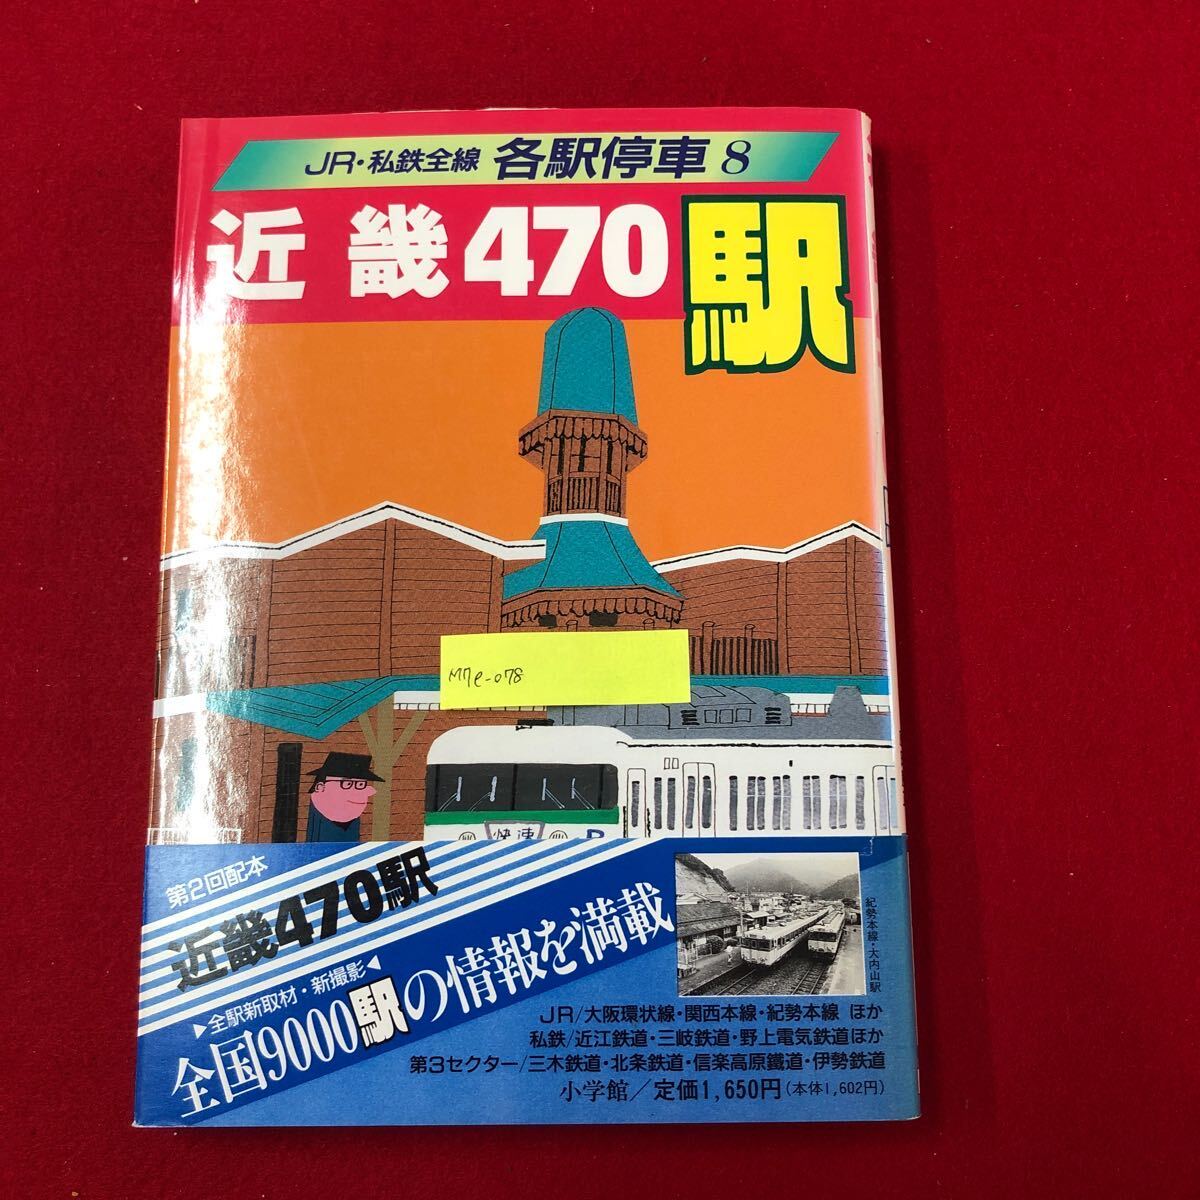 JR・私鉄全線 各駅停車 8
近畿470駅
M7e-078
快速
第2回配本
近畿470駅
▶全駅新取材・新撮影◀
全国9000駅の情報を満載
紀勢本線・大内山駅
JR/大阪環状線・関西本線・紀勢本線 ほか
私鉄/近江鉄道・三岐鉄道・野上電気鉄道ほか
第3セクター/三木鉄道・北条鉄道・信楽高原鐵道・伊勢鉄道
小学館/定価1,650円(本体1,602円)